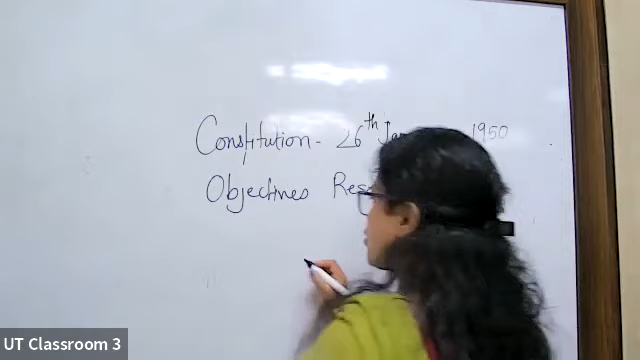 Constitution - 26th Jan 1950
Objectives Res
UT Classroom 3